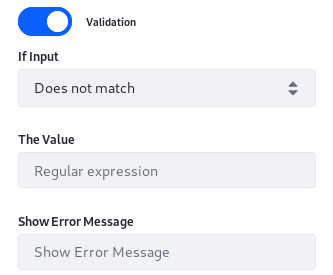 Validation
If Input
Does not match
The Value
Regular expression
Show Error Message
Show Error Message